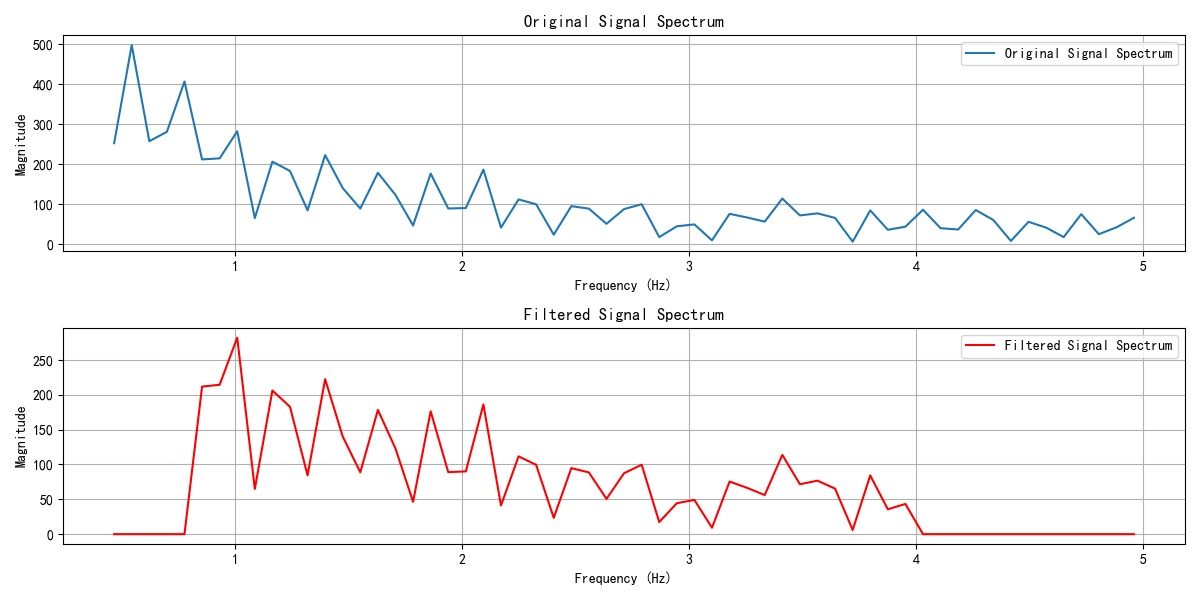 Original Signal Spectrum
Original Signal Spectrum
Magnitude
500
400
300
200
100
0
1
2
3
4
5
Frequency (Hz)
Filtered Signal Spectrum
Filtered Signal Spectrum
Magnitude
250
200
150
100
50
0
1
2
3
4
5
Frequency (Hz)